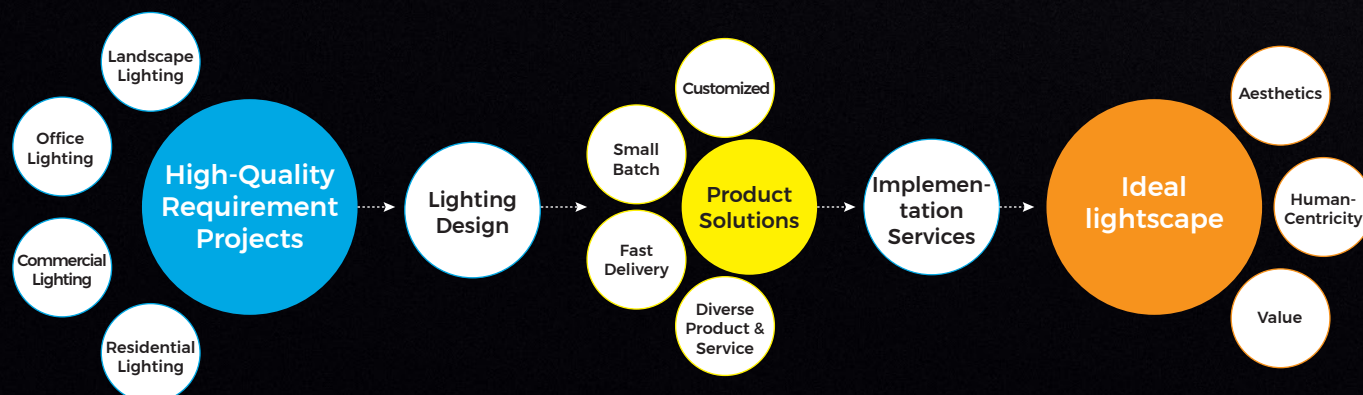 Landscape
Lighting
Office
Lighting
Commercial
Lighting
Residential
Lighting
High-Quality
Requirement
Projects
Lighting
Design
Customized
Small
Batch
Fast
Delivery
Diverse
Product &
Service
Product
Solutions
Implemen-
tation
Services
Ideal
lightscape
Aesthetics
Human-
Centricity
Value